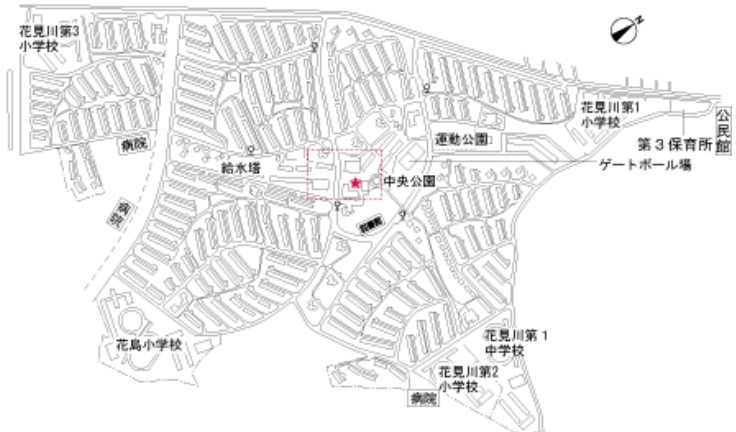 花見川第3
小学校
N
花見川第1
小学校
公民館
病院
運動公園
第3保育所
ゲートボール場
給水塔
中央公園
病院
花島小学校
花見川第1
中学校
花見川第2
小学校
病院